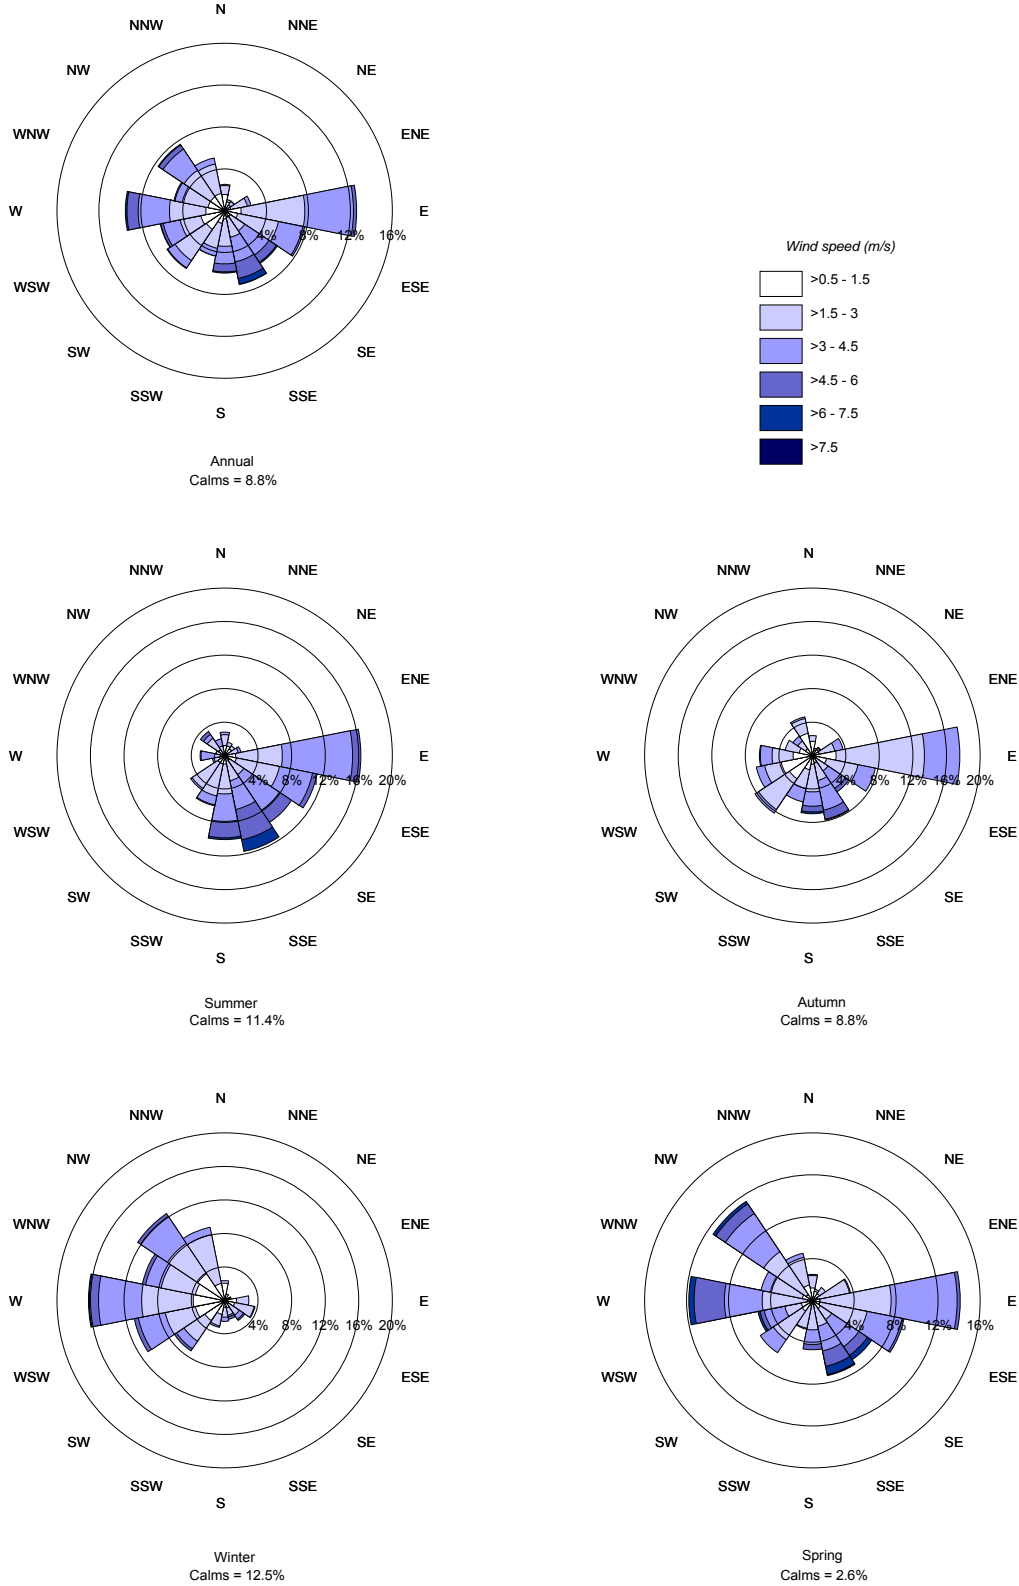 N
NNW NNE
NW NE
WNW ENE
W E
4% 8% 12% 16%
WSW ESE
SW SE
SSW SSE
S
Annual
Calms = 8.8%
Wind speed (m/s)
>0.5 - 1.5
>1.5 - 3
>3 - 4.5
>4.5 - 6
>6 - 7.5
>7.5
N
NNW NNE
NW NE
WNW ENE
W E
4% 8% 12% 16% 20%
WSW ESE
SW SE
SSW SSE
S
Summer
Calms = 11.4%
N
NNW NNE
NW NE
WNW ENE
W E
4% 8% 12% 16% 20%
WSW ESE
SW SE
SSW SSE
S
Autumn
Calms = 8.8%
N
NNW NNE
NW NE
WNW ENE
W E
4% 8% 12% 16% 20%
WSW ESE
SW SE
SSW SSE
S
Winter
Calms = 12.5%
N
NNW NNE
NW NE
WNW ENE
W E
4% 8% 12% 16%
WSW ESE
SW SE
SSW SSE
S
Spring
Calms = 2.6%